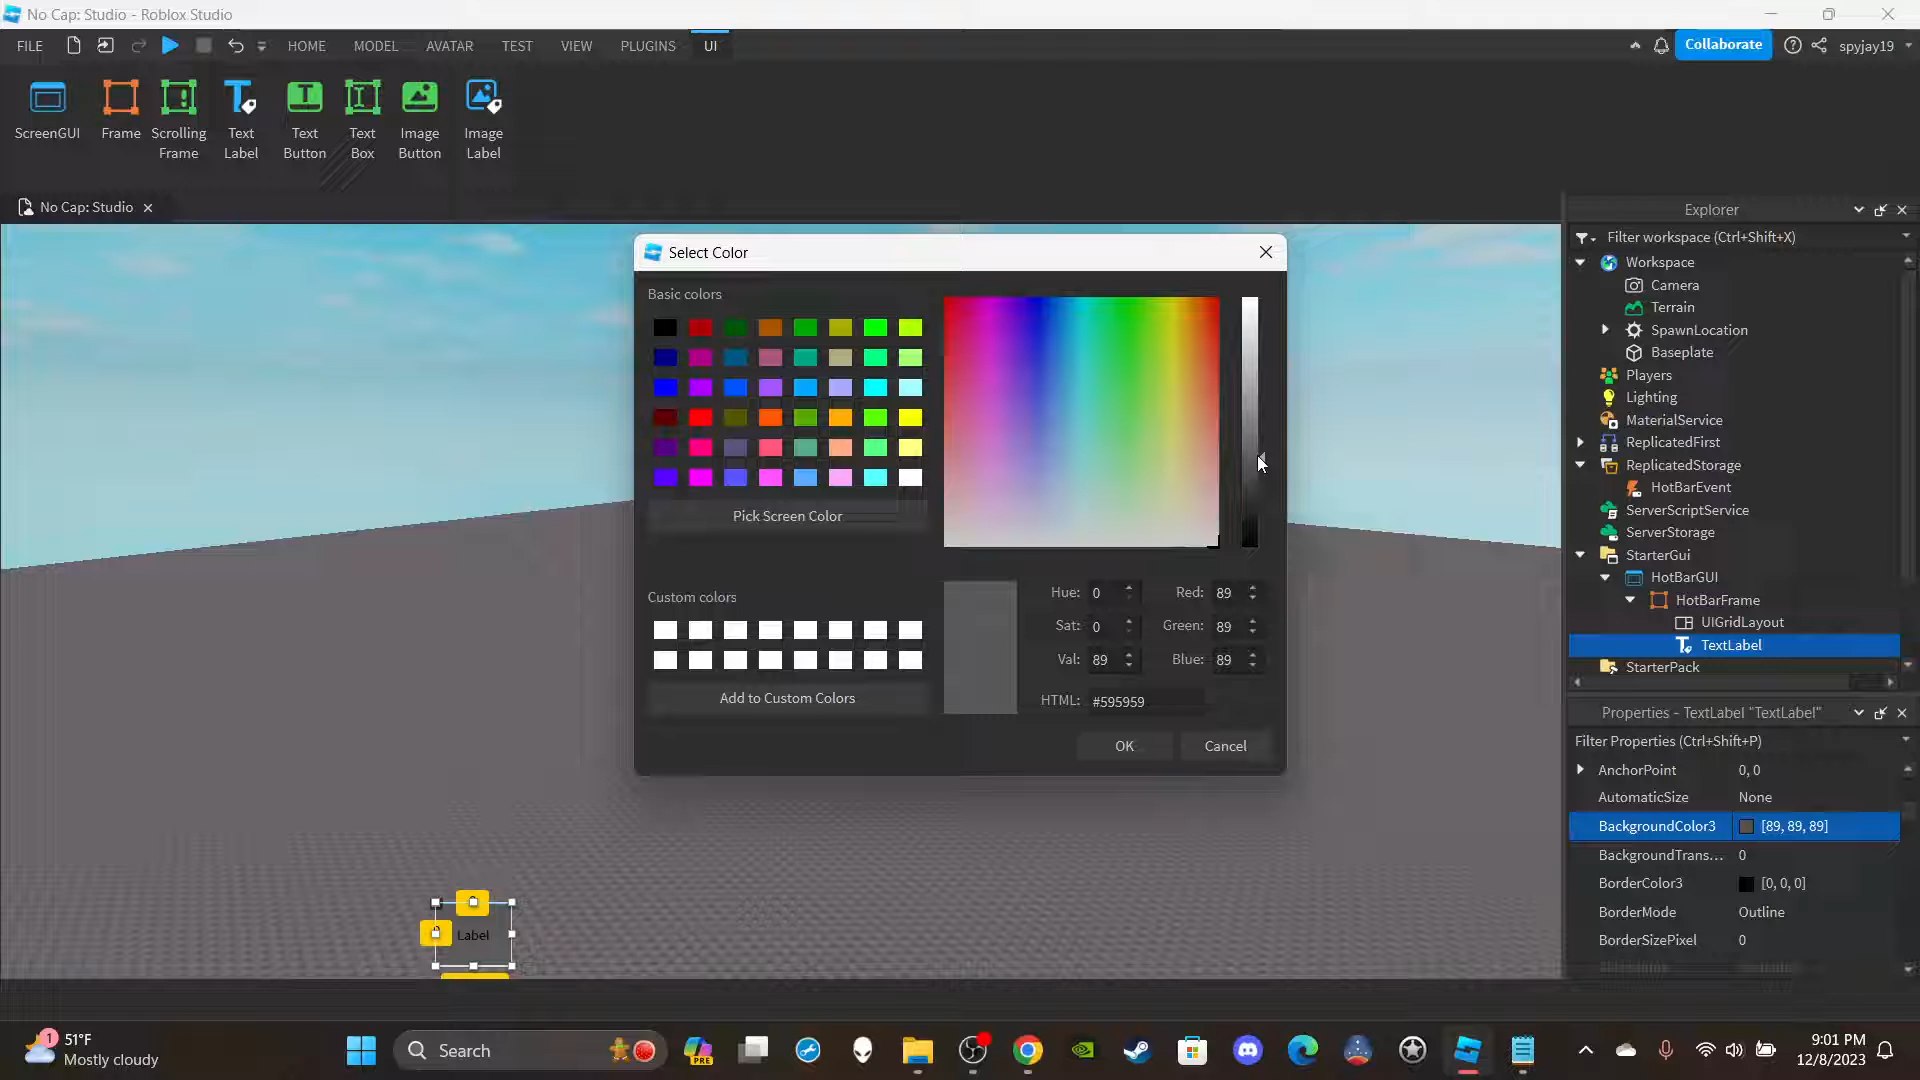 No Cap: Studio - Roblox Studio
FILE HOME MODEL AVATAR TEST VIEW PLUGINS UI Collaborate spyjay19
ScreenGUI Frame Scrolling Frame Text Label Text Button Text Box Image Button Image Label
No Cap: Studio
Select Color
Basic colors
Pick Screen Color
Custom colors
Add to Custom Colors
Hue: 0 Red: 89
Sat: 0 Green: 89
Val: 89 Blue: 89
HTML: #595959
OK Cancel
Label
Explorer
Filter workspace (Ctrl+Shift+X)
Workspace
Camera
Terrain
SpawnLocation
Baseplate
Players
Lighting
MaterialService
ReplicatedFirst
ReplicatedStorage
HotBarEvent
ServerScriptService
ServerStorage
StarterGui
HotBarGUI
HotBarFrame
UIGridLayout
TextLabel
StarterPack
Properties - TextLabel "TextLabel"
Filter Properties (Ctrl+Shift+P)
AnchorPoint 0, 0
AutomaticSize None
BackgroundColor3 [89, 89, 89]
BackgroundTrans... 0
BorderColor3 [0, 0, 0]
BorderMode Outline
BorderSizePixel 0
1
51°F
Mostly cloudy
Search
PRE
9:01 PM
12/8/2023